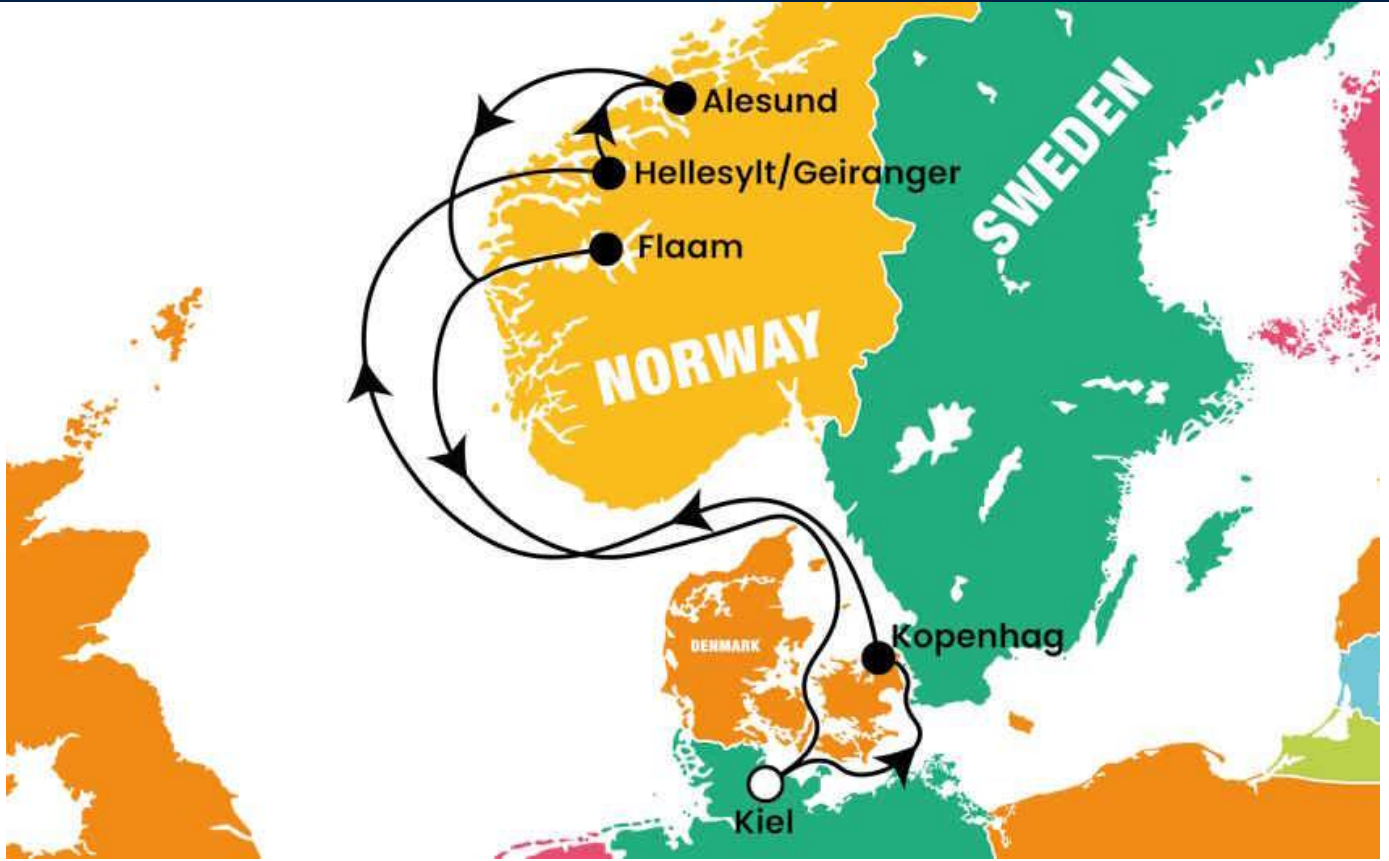 Alesund
Hellesylt/Geiranger
SWEDEN
Flaam
NORWAY
Kopenhag
DENMARK
Kiel